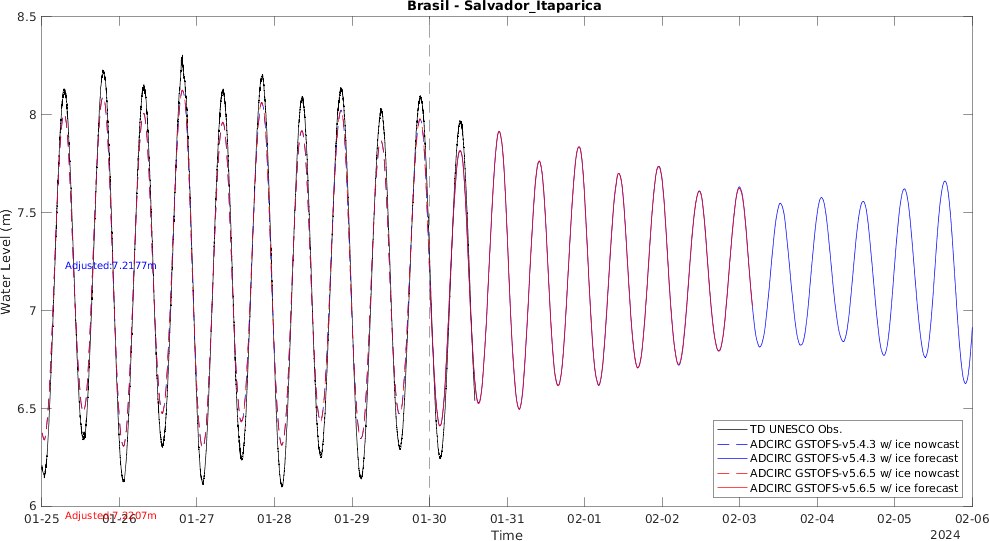 Brasil - Salvador_Itaparica
8.5
8
7.5
7
6.5
6
Water Level (m)
Adjusted:7.2177m
Adjusted:7.2207m
TD UNESCO Obs.
ADCIRC GSTOFS-v5.4.3 w/ ice nowcast
ADCIRC GSTOFS-v5.4.3 w/ ice forecast
ADCIRC GSTOFS-v5.6.5 w/ ice nowcast
ADCIRC GSTOFS-v5.6.5 w/ ice forecast
01-25 01-26 01-27 01-28 01-29 01-30 01-31 02-01 02-02 02-03 02-04 02-05 02-06
Time
2024